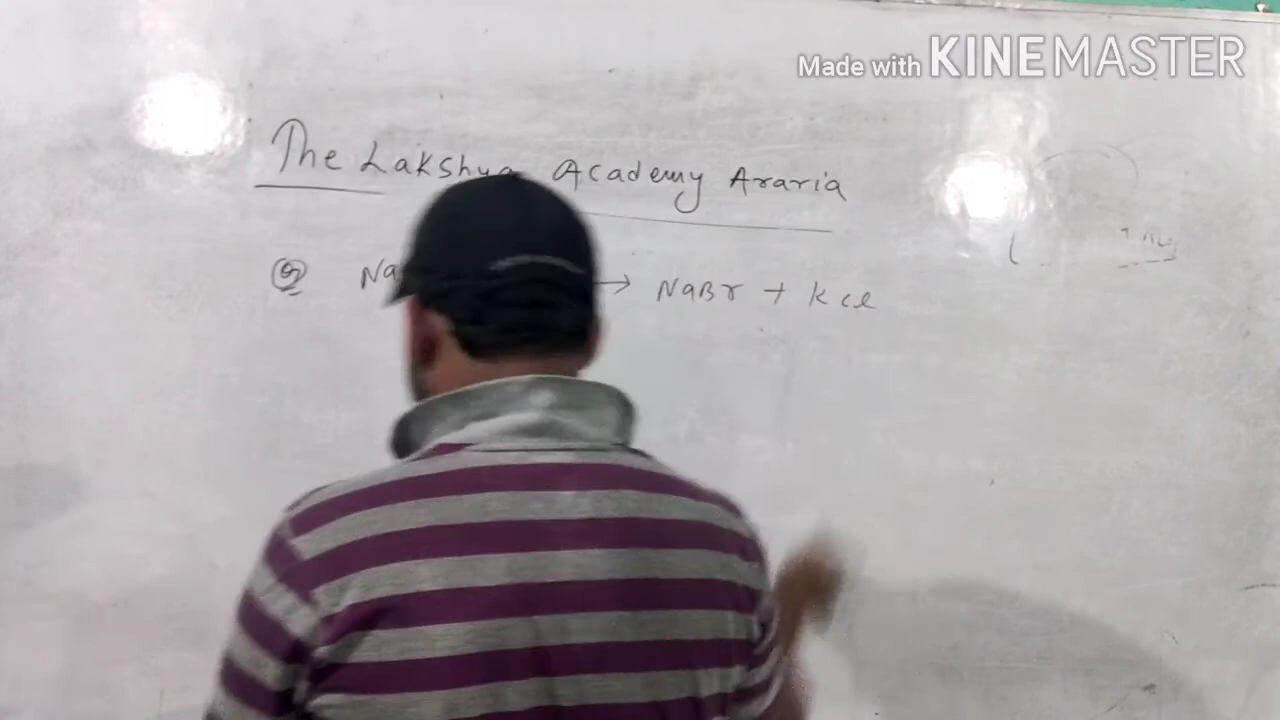 Made with KINEMASTER
The Lakshya Academy Araria
Q Na → NaBr + KCl